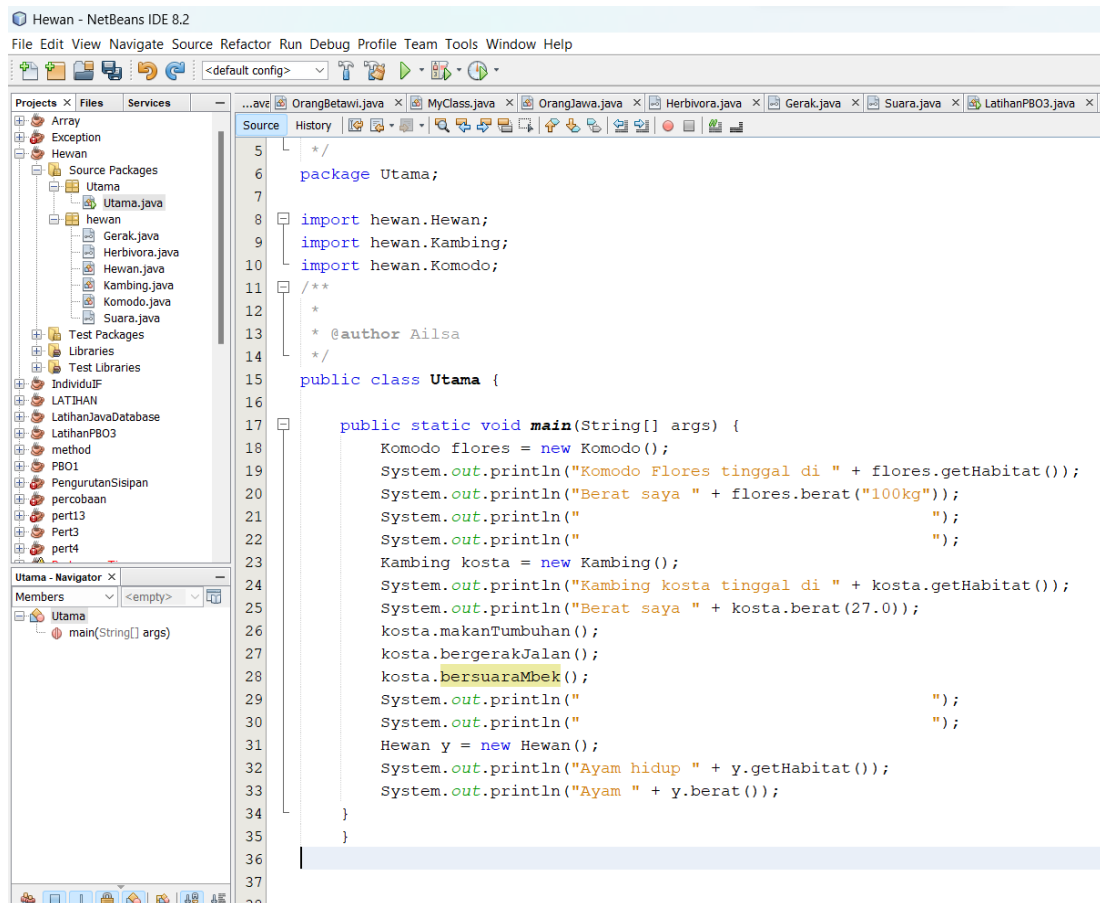 Hewan - NetBeans IDE 8.2
File Edit View Navigate Source Refactor Run Debug Profile Team Tools Window Help
<default config>
Projects × Files Services
Array
Exception
Hewan
Source Packages
Utama
Utama.java
hewan
Gerak.java
Herbivora.java
Hewan.java
Kambing.java
Komodo.java
Suara.java
Test Packages
Libraries
Test Libraries
IndividuIF
LATIHAN
LatihanJavaDatabase
LatihanPBO3
method
PBO1
PengurutanSisipan
percobaan
pert13
Pert3
pert4
Utama - Navigator ×
Members <empty>
Utama
main(String[] args)
...ava OrangBetawi.java × MyClass.java × OrangJawa.java × Herbivora.java × Gerak.java × Suara.java × LatihanPBO3.java ×
Source History
5 */
6 package Utama;
7
8 import hewan.Hewan;
9 import hewan.Kambing;
10 import hewan.Komodo;
11 /**
12 *
13 * @author Ailsa
14 */
15 public class Utama {
16
17 public static void main(String[] args) {
18 Komodo flores = new Komodo();
19 System.out.println("Komodo Flores tinggal di " + flores.getHabitat());
20 System.out.println("Berat saya " + flores.berat("100kg"));
21 System.out.println("                                   ");
22 System.out.println("                                   ");
23 Kambing kosta = new Kambing();
24 System.out.println("Kambing kosta tinggal di " + kosta.getHabitat());
25 System.out.println("Berat saya " + kosta.berat(27.0));
26 kosta.makanTumbuhan();
27 kosta.bergerakJalan();
28 kosta.bersuaraMbek();
29 System.out.println("                                   ");
30 System.out.println("                                   ");
31 Hewan y = new Hewan();
32 System.out.println("Ayam hidup " + y.getHabitat());
33 System.out.println("Ayam " + y.berat());
34 }
35 }
36
37